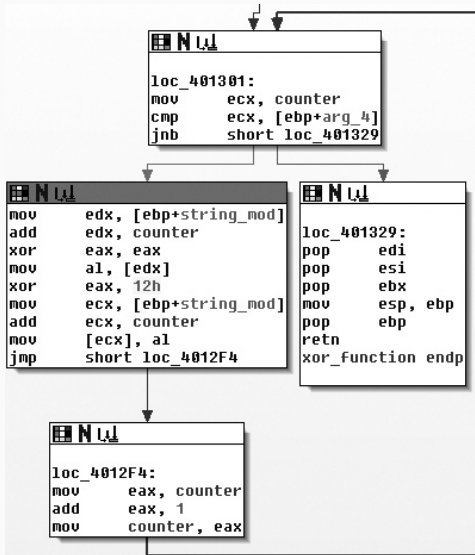 loc_401301:
mov ecx, counter
cmp ecx, [ebp+arg_4]
jnb short loc_401329
mov edx, [ebp+string_mod]
add edx, counter
xor eax, eax
mov al, [edx]
xor eax, 12h
mov ecx, [ebp+string_mod]
add ecx, counter
mov [ecx], al
jmp short loc_4012F4
loc_401329:
pop edi
pop esi
pop ebx
mov esp, ebp
pop ebp
retn
xor_function endp
loc_4012F4:
mov eax, counter
add eax, 1
mov counter, eax